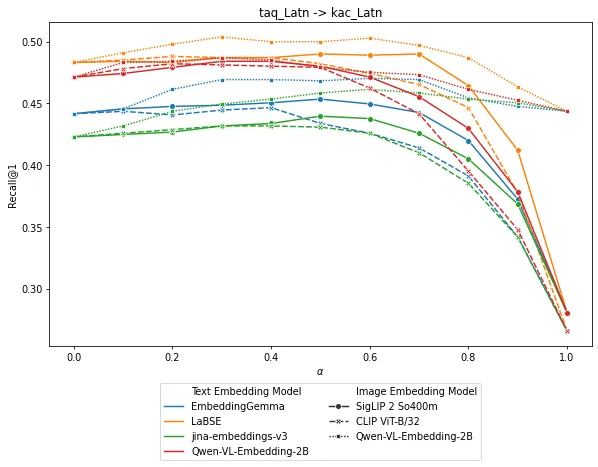 taq_Latn -> kac_Latn
Recall@1
0.50
0.45
0.40
0.35
0.30
0.0 0.2 0.4 0.6 0.8 1.0
α
Text Embedding Model Image Embedding Model
EmbeddingGemma SigLIP 2 So400m
LaBSE CLIP ViT-B/32
jina-embeddings-v3 Qwen-VL-Embedding-2B
Qwen-VL-Embedding-2B